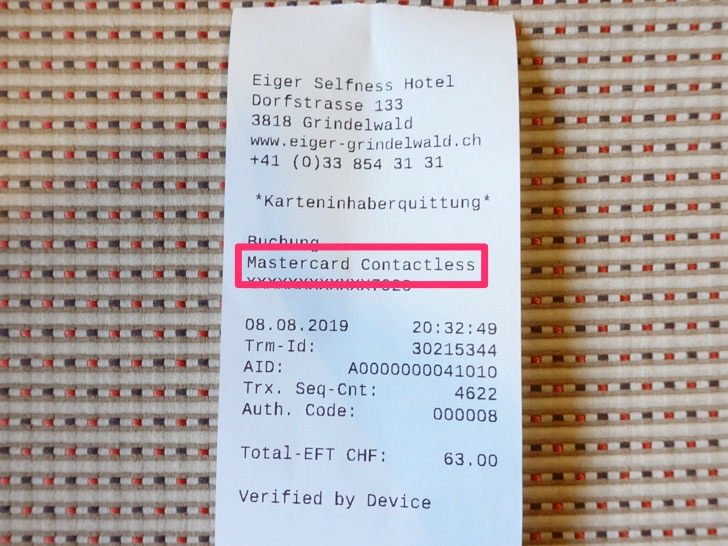 Eiger Selfness Hotel
Dorfstrasse 133
3818 Grindelwald
www.eiger-grindelwald.ch
+41 (0)33 854 31 31
*Karteninhaberquittung*
Buchung
Mastercard Contactless
08.08.2019 20:32:49
Trm-Id: 30215344
AID: A0000000041010
Trx. Seq-Cnt: 4622
Auth. Code: 000008
Total-EFT CHF: 63.00
Verified by Device